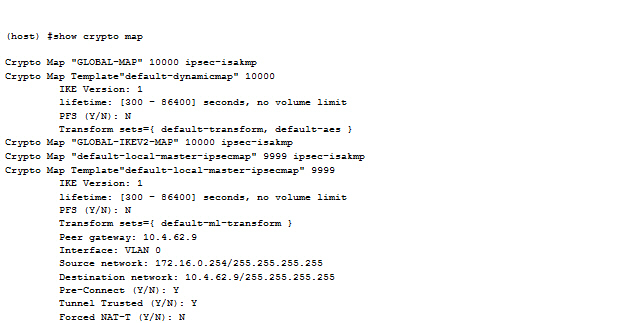 (host) #show crypto map
Crypto Map "GLOBAL-MAP" 10000 ipsec-isakmp
Crypto Map Template"default-dynamicmap" 10000
IKE Version: 1
lifetime: [300 - 86400] seconds, no volume limit
PFS (Y/N): N
Transform sets={ default-transform, default-aes }
Crypto Map "GLOBAL-IKEV2-MAP" 10000 ipsec-isakmp
Crypto Map "default-local-master-ipsecmap" 9999 ipsec-isakmp
Crypto Map Template"default-local-master-ipsecmap" 9999
IKE Version: 1
lifetime: [300 - 86400] seconds, no volume limit
PFS (Y/N): N
Transform sets={ default-ml-transform }
Peer gateway: 10.4.62.9
Interface: VLAN 0
Source network: 172.16.0.254/255.255.255.255
Destination network: 10.4.62.9/255.255.255.255
Pre-Connect (Y/N): Y
Tunnel Trusted (Y/N): Y
Forced NAT-T (Y/N): N